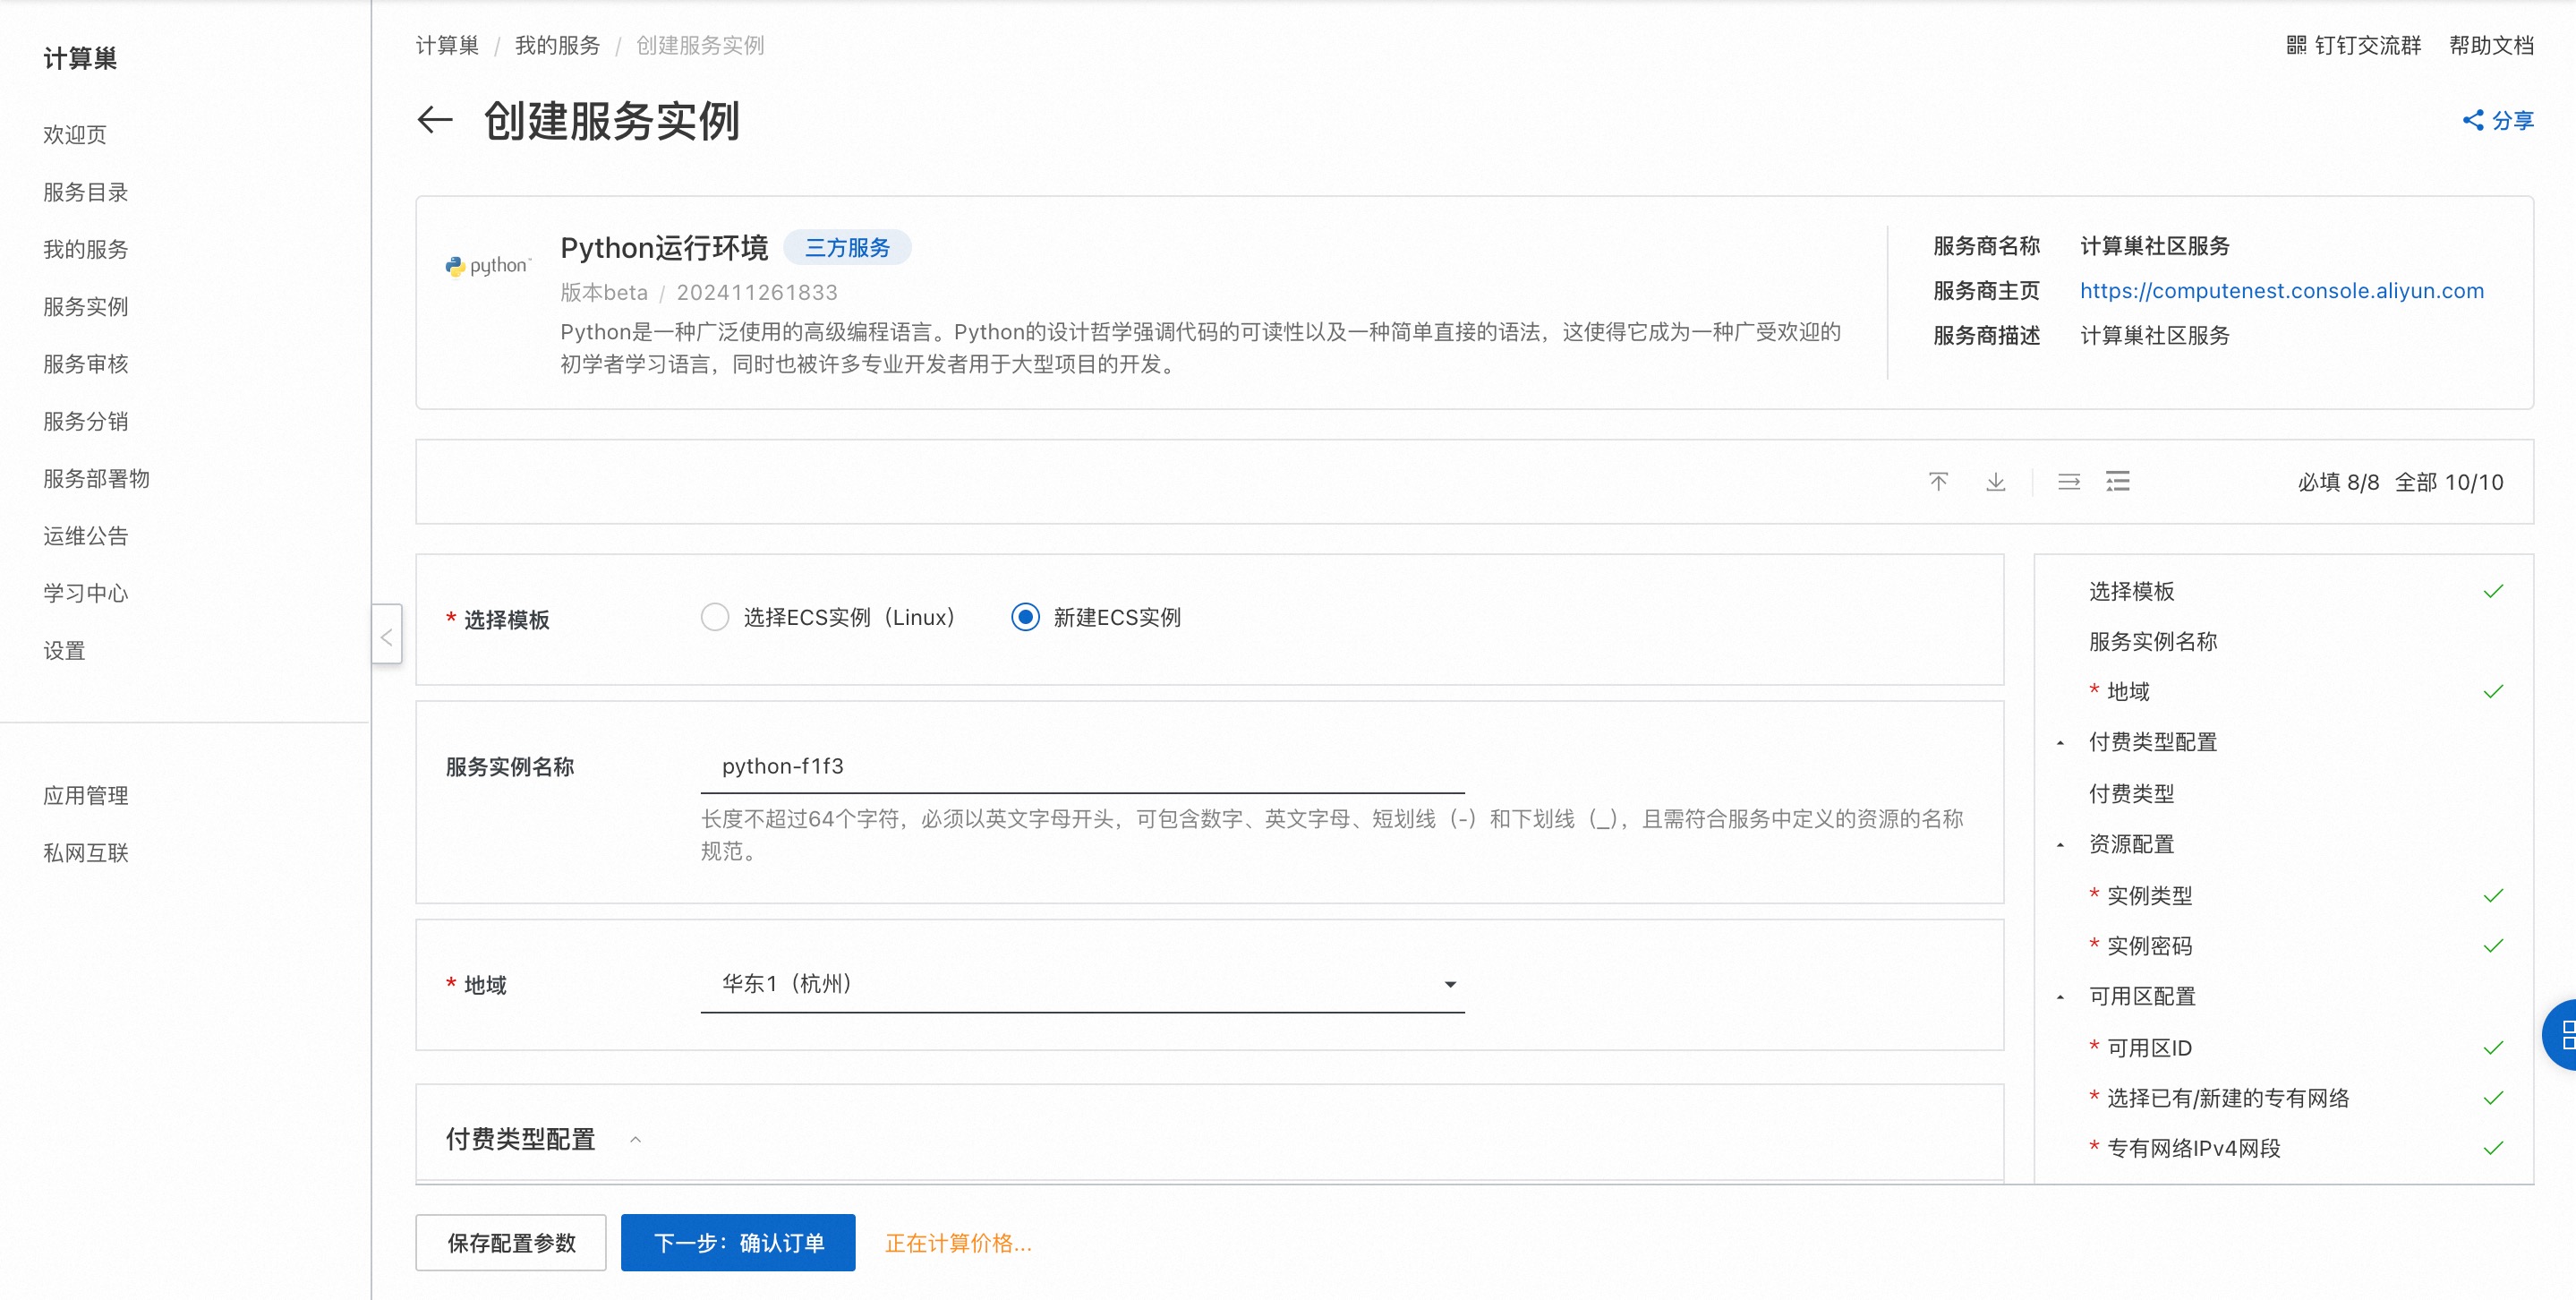 计算巢
欢迎页
服务目录
我的服务
服务实例
服务审核
服务分销
服务部署物
运维公告
学习中心
设置
应用管理
私网互联
计算巢 / 我的服务 / 创建服务实例
钉钉交流群 帮助文档
创建服务实例
分享
python
Python运行环境 三方服务
版本beta / 202411261833
Python是一种广泛使用的高级编程语言。Python的设计哲学强调代码的可读性以及一种简单直接的语法，这使得它成为一种广受欢迎的
初学者学习语言，同时也被许多专业开发者用于大型项目的开发。
服务商名称 计算巢社区服务
服务商主页 https://computenest.console.aliyun.com
服务商描述 计算巢社区服务
必填 8/8 全部 10/10
* 选择模板 选择ECS实例（Linux） 新建ECS实例
服务实例名称 python-f1f3
长度不超过64个字符，必须以英文字母开头，可包含数字、英文字母、短划线（-）和下划线（_），且需符合服务中定义的资源的名称
规范。
* 地域 华东1（杭州）
付费类型配置
选择模板
服务实例名称
* 地域
付费类型配置
付费类型
资源配置
* 实例类型
* 实例密码
可用区配置
* 可用区ID
* 选择已有/新建的专有网络
* 专有网络IPv4网段
保存配置参数 下一步：确认订单 正在计算价格...